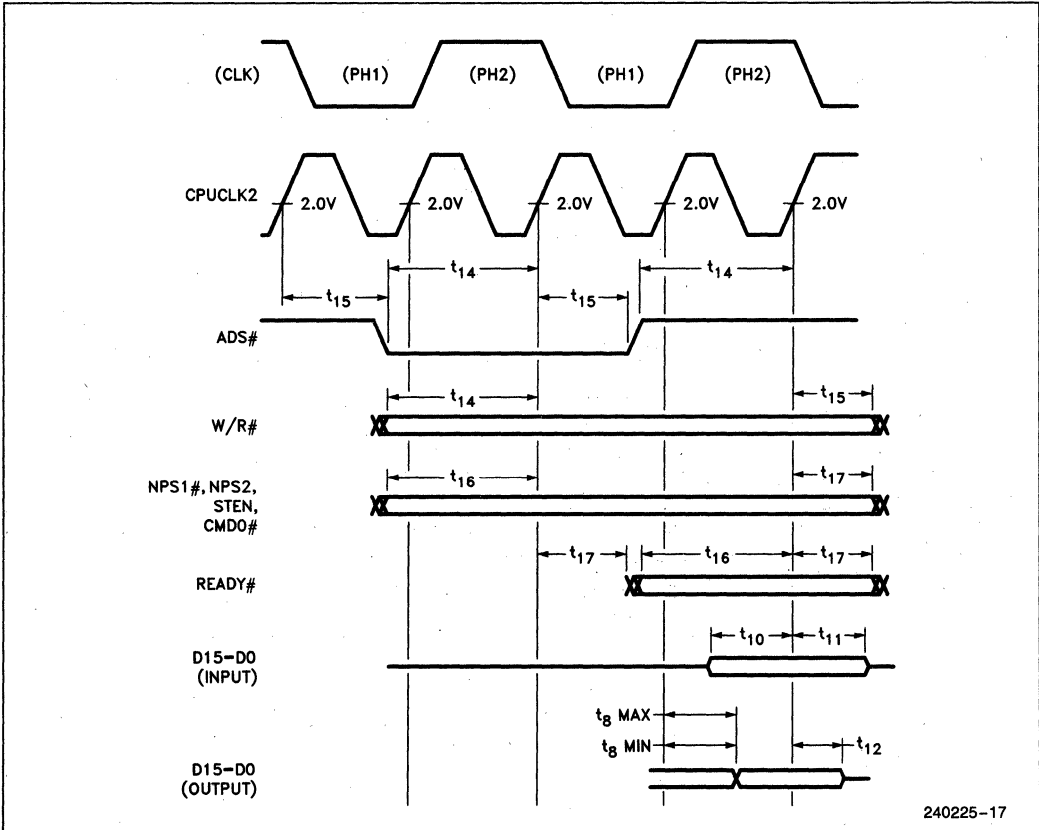 (CLK) (PH1) (PH2) (PH1) (PH2)
CPUCLK2 2.0V 2.0V 2.0V 2.0V 2.0V
t14 t14
t15 t15
ADS#
t14 t15
W/R#
t16 t17
NPS1#, NPS2,
STEN,
CMD0#
t17 t16 t17
READY#
t10 t11
D15-D0
(INPUT)
t8 MAX
t8 MIN t12
D15-D0
(OUTPUT)
240225-17